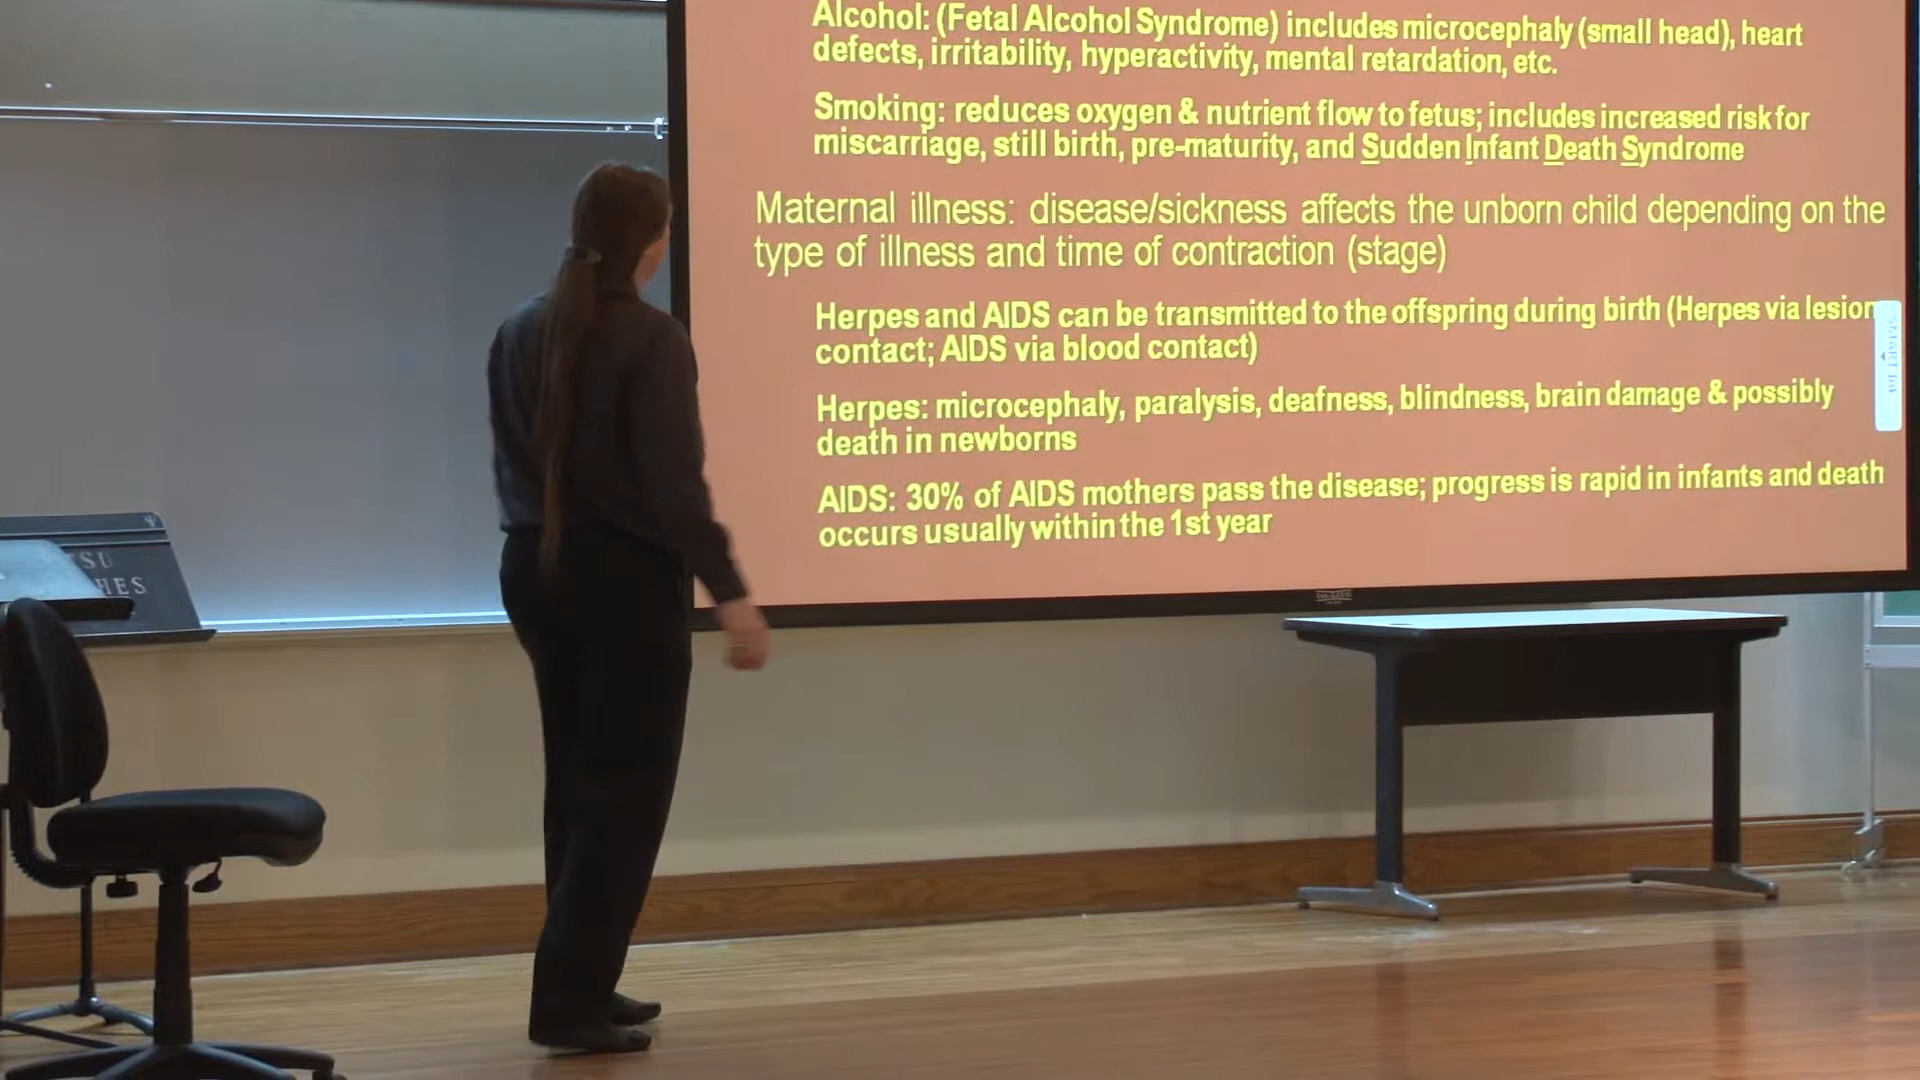 Alcohol: (Fetal Alcohol Syndrome) includes microcephaly (small head), heart
defects, irritability, hyperactivity, mental retardation, etc.
Smoking: reduces oxygen & nutrient flow to fetus; includes increased risk for
miscarriage, still birth, pre-maturity, and Sudden Infant Death Syndrome
Maternal illness: disease/sickness affects the unborn child depending on the
type of illness and time of contraction (stage)
Herpes and AIDS can be transmitted to the offspring during birth (Herpes via lesion
contact; AIDS via blood contact)
Herpes: microcephaly, paralysis, deafness, blindness, brain damage & possibly
death in newborns
AIDS: 30% of AIDS mothers pass the disease; progress is rapid in infants and death
occurs usually within the 1st year
SMART Ink
DA-LITE